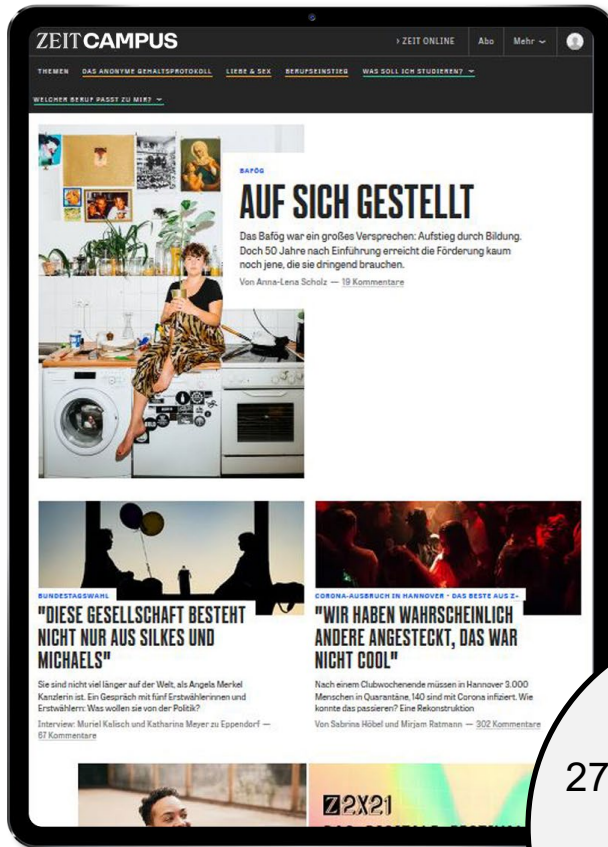 ZEIT CAMPUS
› ZEIT ONLINE
Abo
Mehr
THEMEN DAS ANONYME GEHALTSPROTOKOLL LIEBE & SEX BERUFSEINSTIEG WAS SOLL ICH STUDIEREN?
WELCHER BERUF PASST ZU MIR?
BAFÖG
AUF SICH GESTELLT
Das Bafög war ein großes Versprechen: Aufstieg durch Bildung.
Doch 50 Jahre nach Einführung erreicht die Förderung kaum
noch jene, die sie dringend brauchen.
Von Anna-Lena Scholz — 19 Kommentare
BUNDESTAGSWAHL
"DIESE GESELLSCHAFT BESTEHT
NICHT NUR AUS SILKES UND
MICHAELS"
Sie sind nicht viel länger auf der Welt, als Angela Merkel
Kanzlerin ist. Ein Gespräch mit fünf Erstwählerinnen und
Erstwählern: Was wollen sie von der Politik?
Interview: Muriel Kalisch und Katharina Meyer zu Eppendorf —
67 Kommentare
CORONA-AUSBRUCH IN HANNOVER - DAS BESTE AUS Z+
"WIR HABEN WAHRSCHEINLICH
ANDERE ANGESTECKT, DAS WAR
NICHT COOL"
Nach einem Clubwochenende müssen in Hannover 3.000
Menschen in Quarantäne, 140 sind mit Corona infiziert. Wie
konnte das passieren? Eine Rekonstruktion
Von Sabrina Höbel und Mirjam Ratmann — 302 Kommentare
Z2X21
27